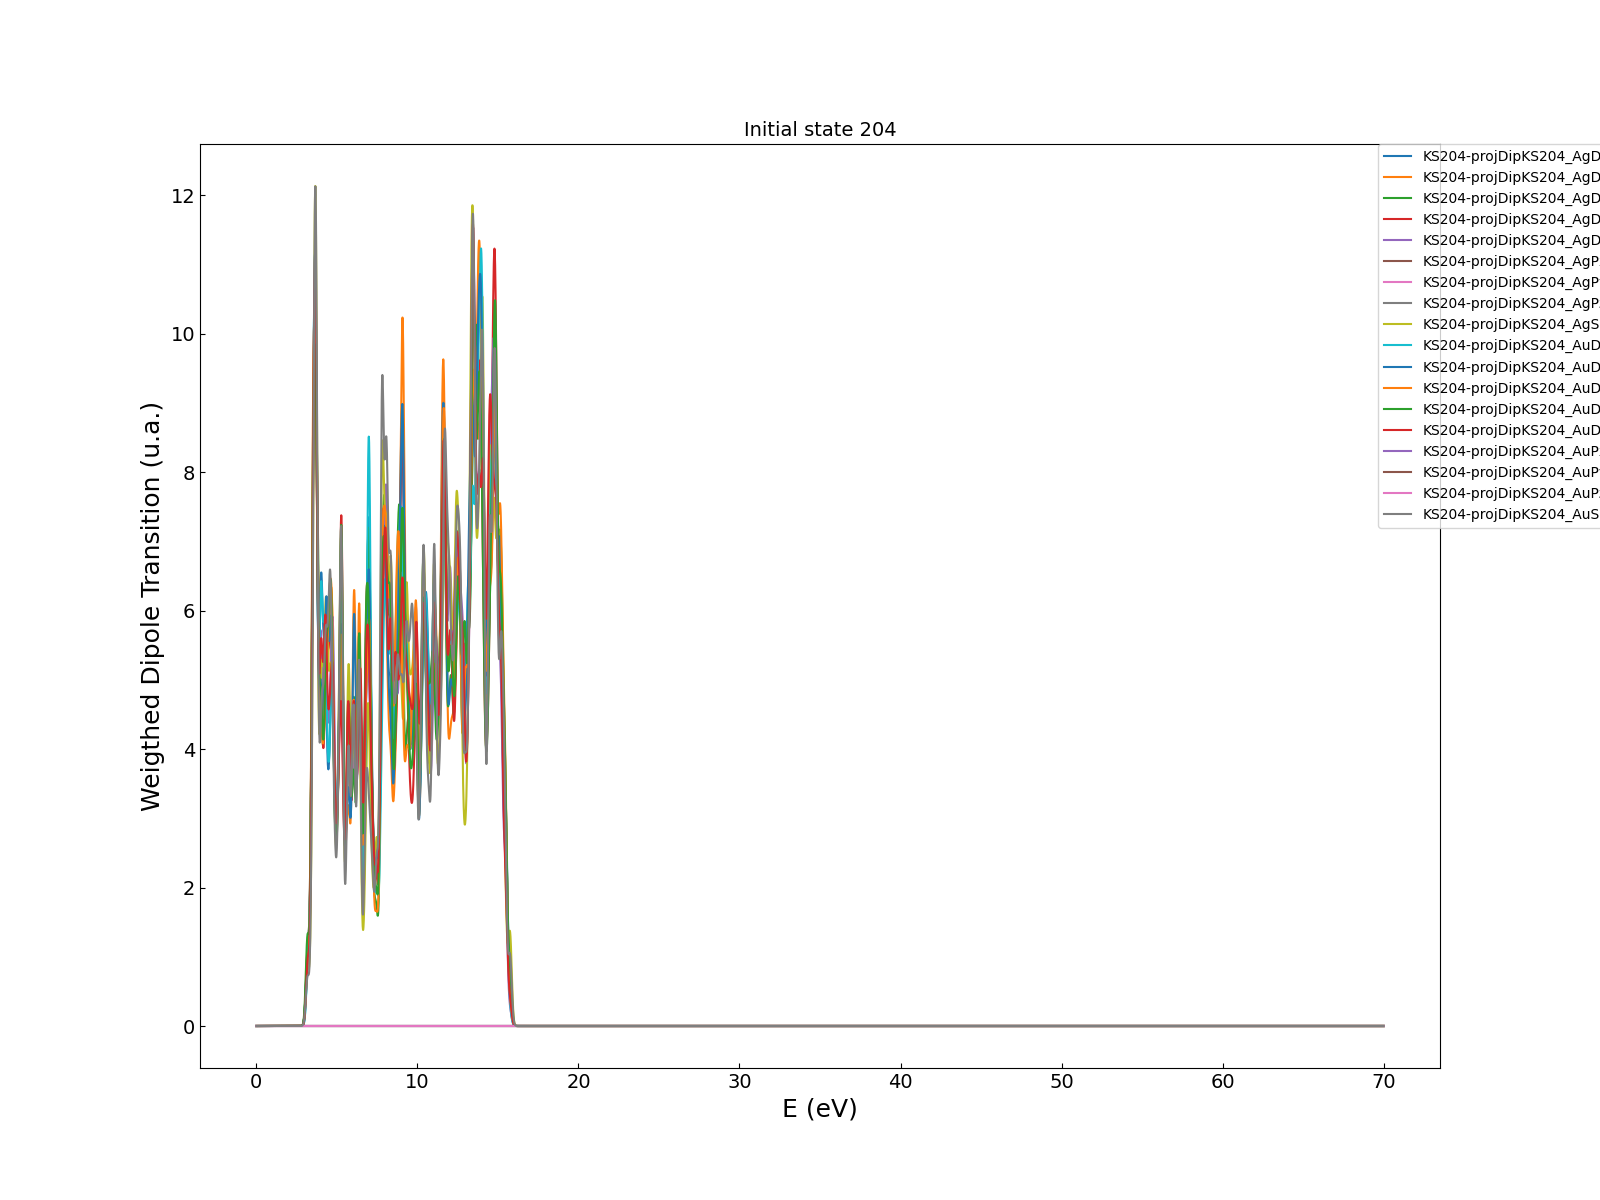 Initial state 204
Weigthed Dipole Transition (u.a.)
12
10
8
6
4
2
0
0 10 20 30 40 50 60 70
E (eV)
KS204-projDipKS204_AgD
KS204-projDipKS204_AgD
KS204-projDipKS204_AgD
KS204-projDipKS204_AgD
KS204-projDipKS204_AgD
KS204-projDipKS204_AgP
KS204-projDipKS204_AgP
KS204-projDipKS204_AgP
KS204-projDipKS204_AgS
KS204-projDipKS204_AuD
KS204-projDipKS204_AuD
KS204-projDipKS204_AuD
KS204-projDipKS204_AuD
KS204-projDipKS204_AuD
KS204-projDipKS204_AuP
KS204-projDipKS204_AuP
KS204-projDipKS204_AuP
KS204-projDipKS204_AuS